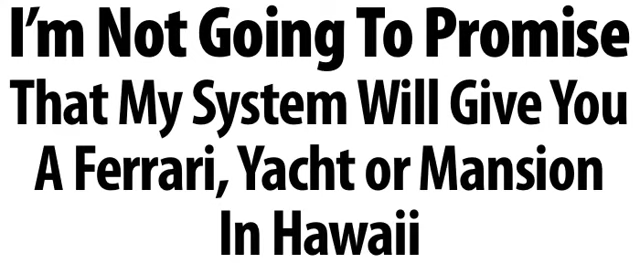 I'm Not Going To Promise
That My System Will Give You
A Ferrari, Yacht or Mansion
In Hawaii